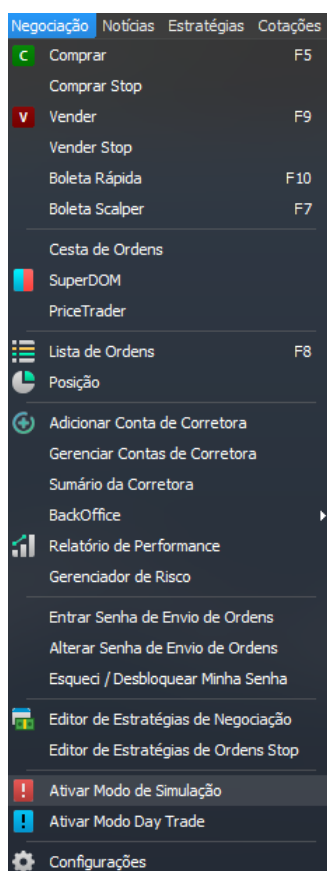 Negociação Notícias Estratégias Cotações
C Comprar F5
Comprar Stop
V Vender F9
Vender Stop
Boleta Rápida F10
Boleta Scalper F7
Cesta de Ordens
SuperDOM
PriceTrader
Lista de Ordens F8
Posição
Adicionar Conta de Corretora
Gerenciar Contas de Corretora
Sumário da Corretora
BackOffice
Relatório de Performance
Gerenciador de Risco
Entrar Senha de Envio de Ordens
Alterar Senha de Envio de Ordens
Esqueci / Desbloquear Minha Senha
Editor de Estratégias de Negociação
Editor de Estratégias de Ordens Stop
! Ativar Modo de Simulação
! Ativar Modo Day Trade
Configurações